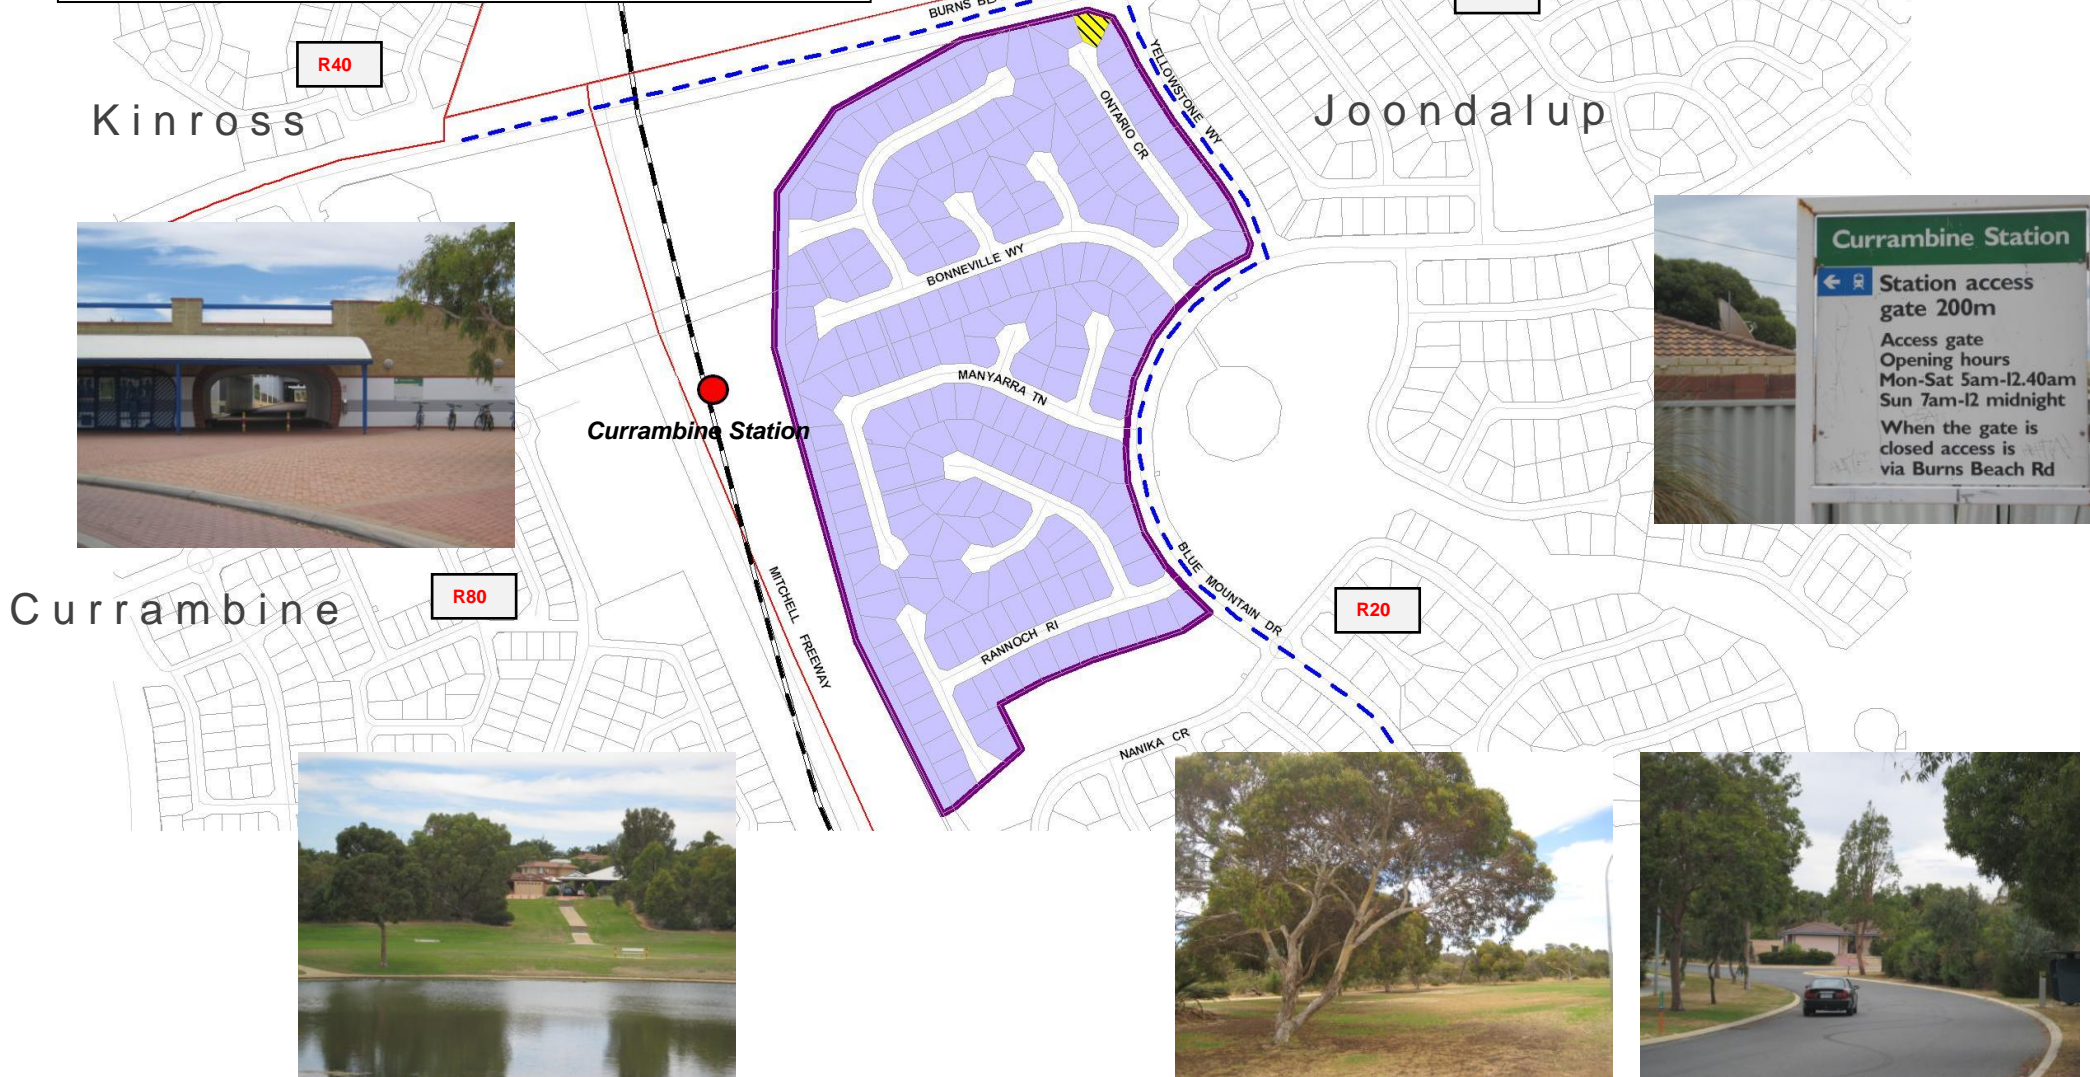 BURNS
R40
Kinross
YELLOWSTONE WY
ONTARIO CR
Joondalup
BONNEVILLE WY
Currambine Station
Station access
gate 200m
Access gate
Opening hours
Mon-Sat 5am-12.40am
Sun 7am-12 midnight
When the gate is
closed access is
via Burns Beach Rd
MANYARRA TN
Currambine Station
BLUE MOUNTAIN DR
MITCHELL FREEWAY
Currambine
R80
R20
RANNOCH RI
NANIKA CR